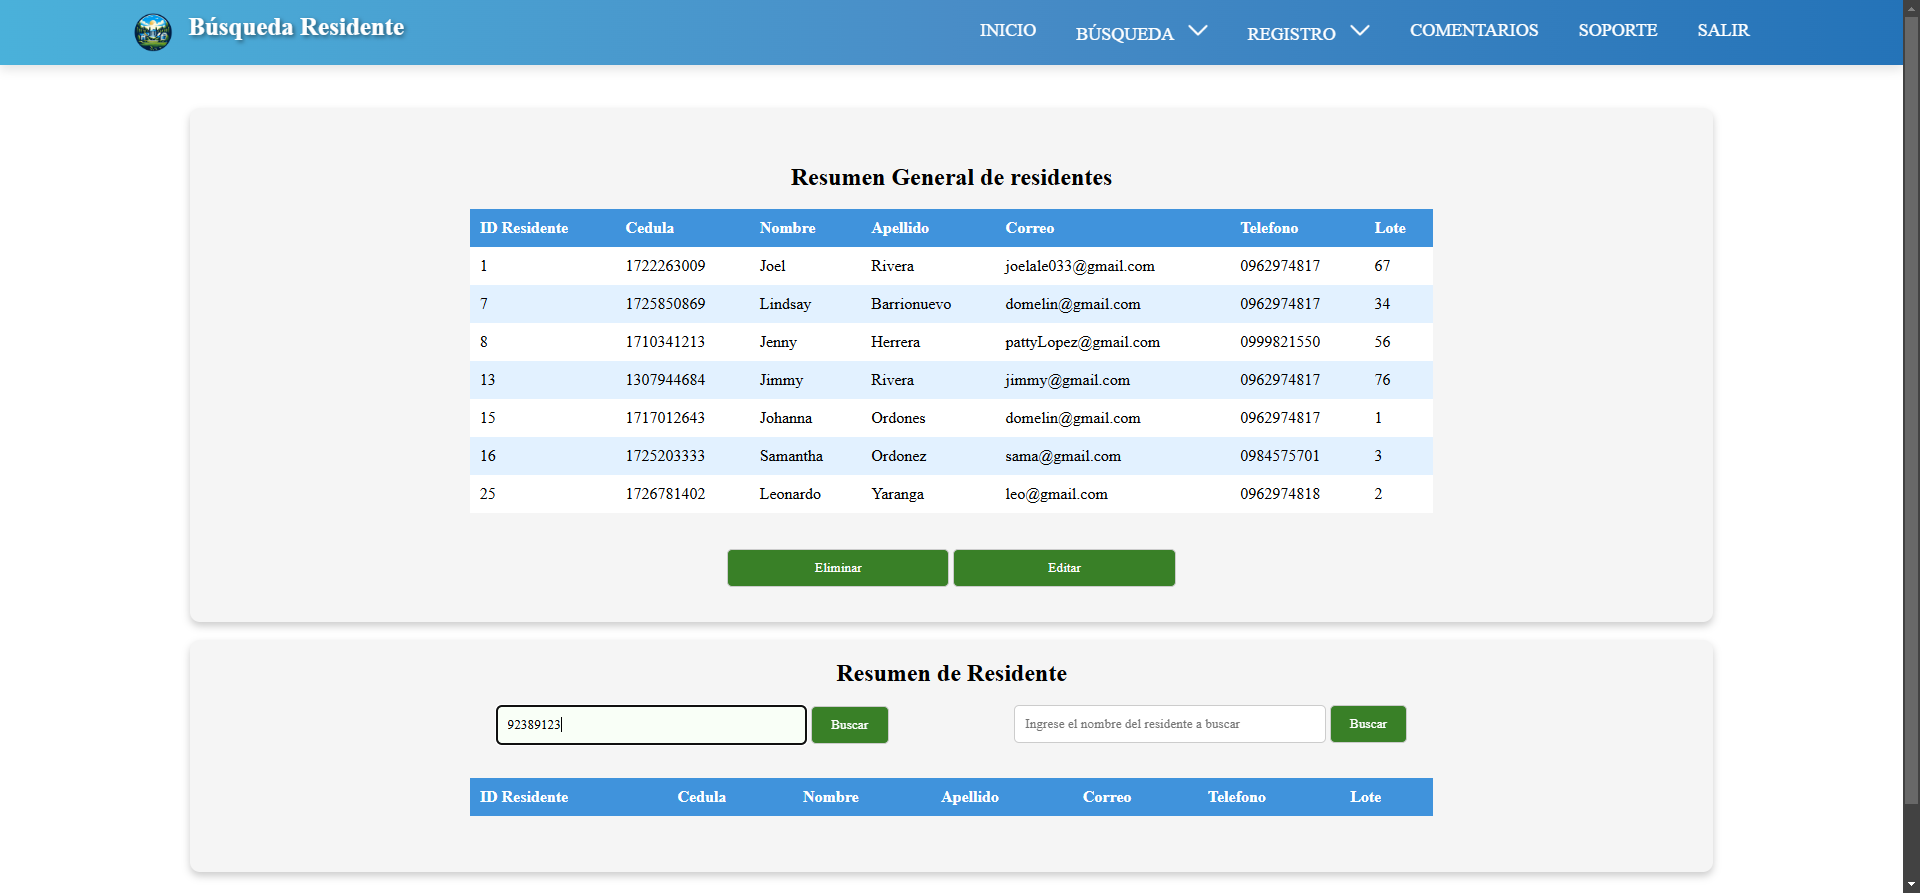 Búsqueda Residente
INICIO BÚSQUEDA REGISTRO COMENTARIOS SOPORTE SALIR
Resumen General de residentes
ID Residente Cedula Nombre Apellido Correo Telefono Lote
1 1722263009 Joel Rivera joelale033@gmail.com 0962974817 67
7 1725850869 Lindsay Barrionuevo domelin@gmail.com 0962974817 34
8 1710341213 Jenny Herrera pattyLopez@gmail.com 0999821550 56
13 1307944684 Jimmy Rivera jimmy@gmail.com 0962974817 76
15 1717012643 Johanna Ordones domelin@gmail.com 0962974817 1
16 1725203333 Samantha Ordonez sama@gmail.com 0984575701 3
25 1726781402 Leonardo Yaranga leo@gmail.com 0962974818 2
Eliminar Editar
Resumen de Residente
92389123 Buscar Ingrese el nombre del residente a buscar Buscar
ID Residente Cedula Nombre Apellido Correo Telefono Lote